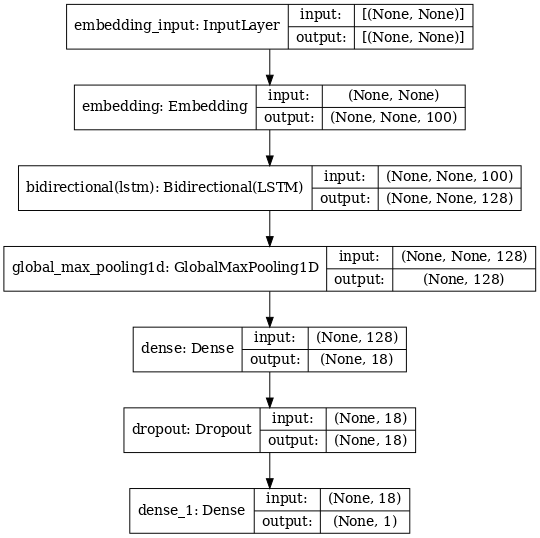 embedding_input: InputLayer
input: [(None, None)]
output: [(None, None)]
embedding: Embedding
input: (None, None)
output: (None, None, 100)
bidirectional(lstm): Bidirectional(LSTM)
input: (None, None, 100)
output: (None, None, 128)
global_max_pooling1d: GlobalMaxPooling1D
input: (None, None, 128)
output: (None, 128)
dense: Dense
input: (None, 128)
output: (None, 18)
dropout: Dropout
input: (None, 18)
output: (None, 18)
dense_1: Dense
input: (None, 18)
output: (None, 1)